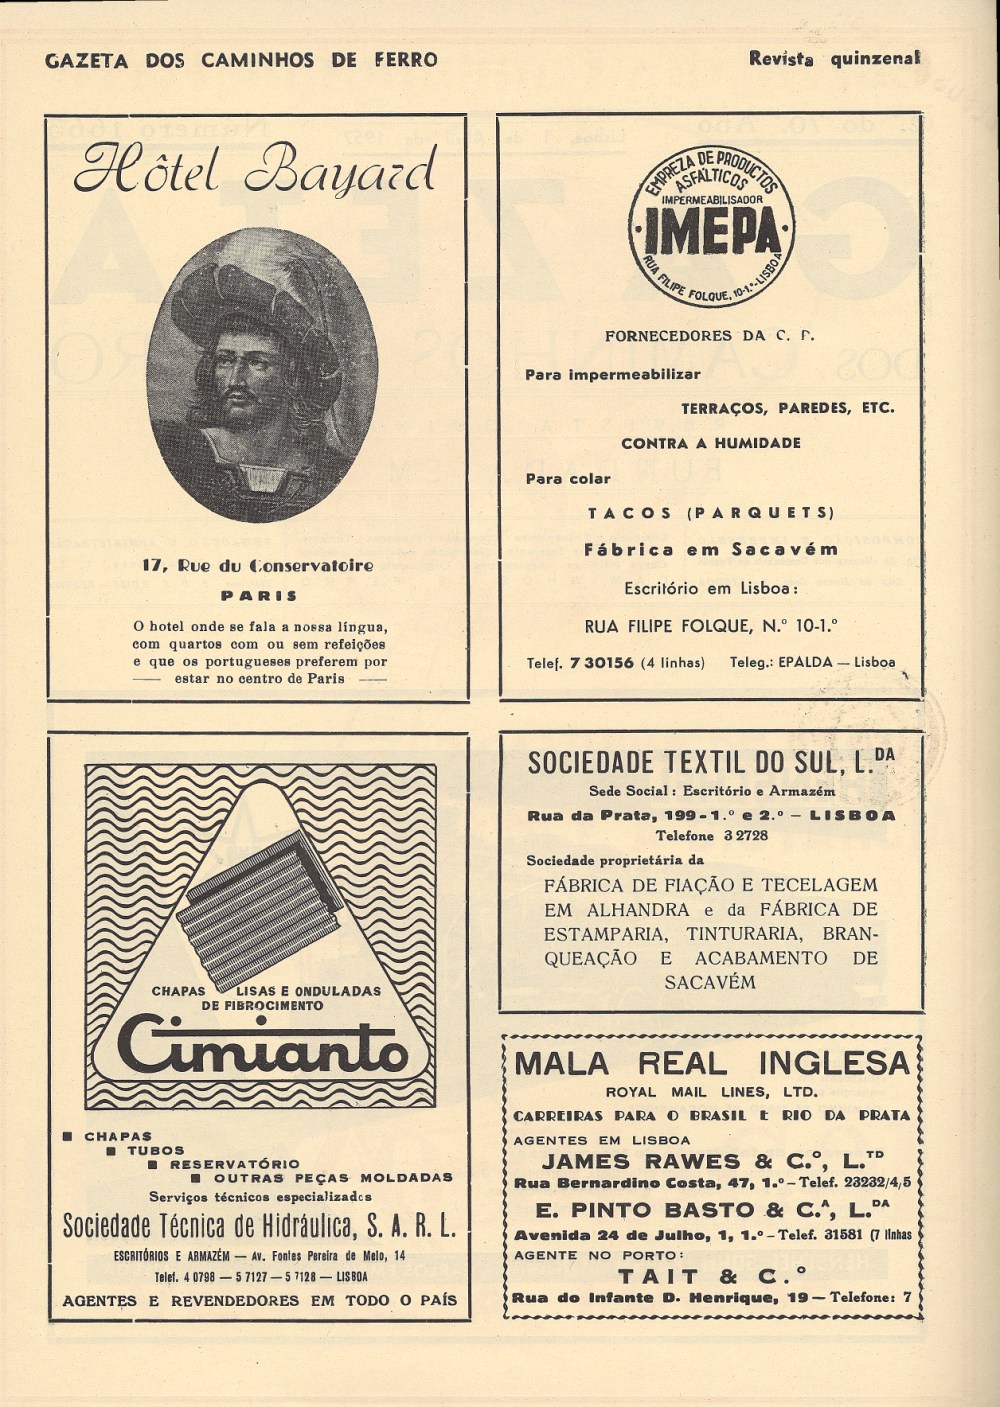 GAZETA DOS CAMINHOS DE FERRO
Revista quinzenal
Hôtel Bayard
17, Rue du Conservatoire
PARIS
O hotel onde se fala a nossa língua,
com quartos com ou sem refeições
e que os portugueses preferem por
estar no centro de Paris
EMPREZA DE PRODUCTOS
ASFÁLTICOS
IMPERMEABILISADOR
IMEPA
RUA FILIPE FOLQUE, 10-1.º-LISBOA
FORNECEDORES DA C. P.
Para impermeabilizar
TERRAÇOS, PAREDES, ETC.
CONTRA A HUMIDADE
Para colar
TACOS (PARQUETS)
Fábrica em Sacavém
Escritório em Lisboa:
RUA FILIPE FOLQUE, N.º 10-1.º
Telef. 730156 (4 linhas) Teleg.: EPALDA — Lisboa
CHAPAS LISAS E ONDULADAS
DE FIBROCIMENTO
Cimianto
■ CHAPAS
■ TUBOS
■ RESERVATÓRIO
■ OUTRAS PEÇAS MOLDADAS
Serviços técnicos especializados
Sociedade Técnica de Hidráulica, S. A. R. L.
ESCRITÓRIOS E ARMAZÉM — Av. Fontes Pereira de Melo, 14
Telef. 4 0798 — 5 7127 — 5 7128 — LISBOA
AGENTES E REVENDEDORES EM TODO O PAÍS
SOCIEDADE TEXTIL DO SUL, L.DA
Sede Social: Escritório e Armazém
Rua da Prata, 199-1.º e 2.º — LISBOA
Telefone 3 2728
Sociedade proprietária da
FÁBRICA DE FIAÇÃO E TECELAGEM
EM ALHANDRA e da FÁBRICA DE
ESTAMPARIA, TINTURARIA, BRAN-
QUEAÇÃO E ACABAMENTO DE
SACAVÉM
MALA REAL INGLESA
ROYAL MAIL LINES, LTD.
CARREIRAS PARA O BRASIL E RIO DA PRATA
AGENTES EM LISBOA
JAMES RAWES & C.º, L.TD
Rua Bernardino Costa, 47, 1.º – Telef. 23232/4/5
E. PINTO BASTO & C.ª, L.DA
Avenida 24 de Julho, 1, 1.º – Telef. 31581 (7 linhas
AGENTE NO PORTO:
TAIT & C.º
Rua do Infante D. Henrique, 19 — Telefone: 7